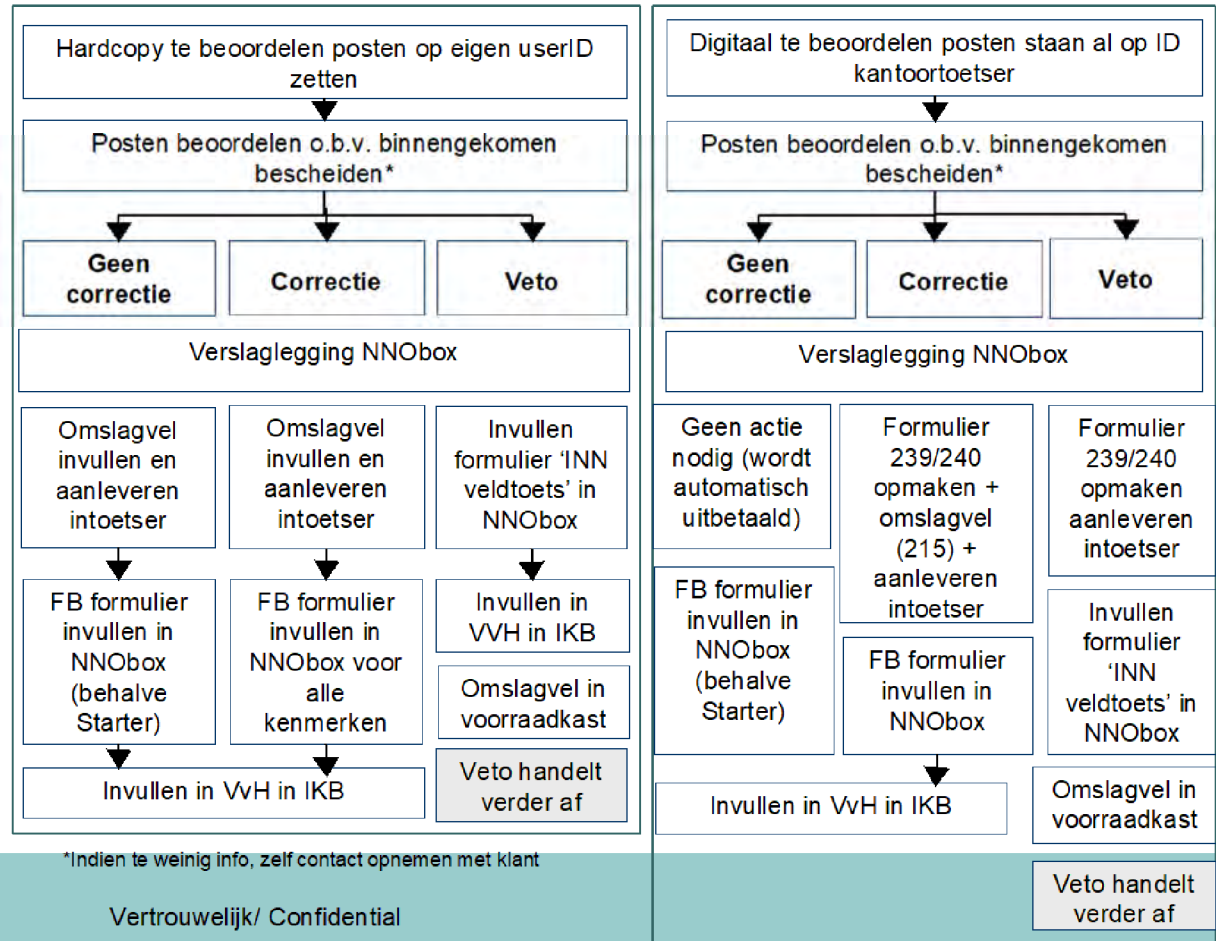 Hardcopy te beoordelen posten op eigen userID
zetten
Posten beoordelen o.b.v. binnengekomen
bescheiden*
Geen
correctie
Correctie
Veto
Verslaglegging NNObox
Omslagvel
invullen en
aanleveren
intoetser
Omslagvel
invullen en
aanleveren
intoetser
Invullen
formulier ‘INN
veldtoets’ in
NNObox
FB formulier
invullen in
NNObox
(behalve
Starter)
FB formulier
invullen in
NNObox voor
alle
kenmerken
Invullen in
VVH in IKB
Omslagvel in
voorraadkast
Invullen in VvH in IKB
Veto handelt
verder af
*Indien te weinig info, zelf contact opnemen met klant
Vertrouwelijk/ Confidential
Digitaal te beoordelen posten staan al op ID
kantoortoetser
Posten beoordelen o.b.v. binnengekomen
bescheiden*
Geen
correctie
Correctie
Veto
Verslaglegging NNObox
Geen actie
nodig (wordt
automatisch
uitbetaald)
Formulier
239/240
opmaken +
omslagvel
(215) +
aanleveren
intoetser
Formulier
239/240
opmaken
aanleveren
intoetser
FB formulier
invullen in
NNObox
(behalve
Starter)
FB formulier
invullen in
NNObox
Invullen
formulier
‘INN
veldtoets’ in
NNObox
Invullen in VvH in IKB
Omslagvel in
voorraadkast
Veto handelt
verder af